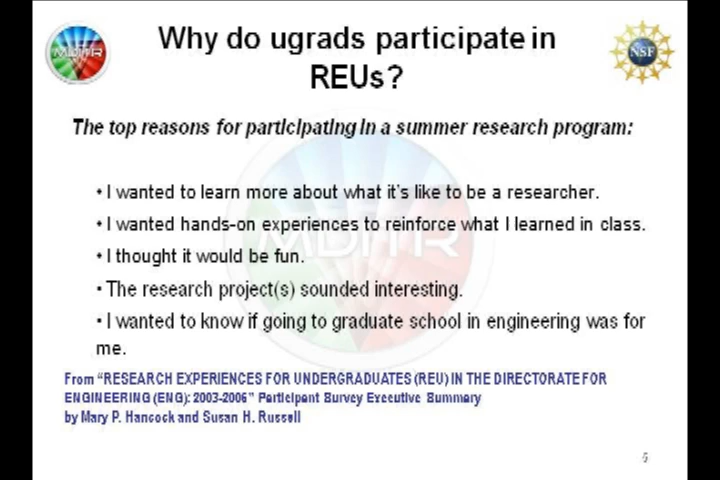 MDITR
Why do ugrads participate in
REUs?
NSF
The top reasons for participating in a summer research program:
• I wanted to learn more about what it's like to be a researcher.
• I wanted hands-on experiences to reinforce what I learned in class.
• I thought it would be fun.
• The research project(s) sounded interesting.
• I wanted to know if going to graduate school in engineering was for
me.
From "RESEARCH EXPERIENCES FOR UNDERGRADUATES (REU) IN THE DIRECTORATE FOR
ENGINEERING (ENG): 2003-2006" Participant Survey Executive Summary
by Mary P. Hancock and Susan H. Russell